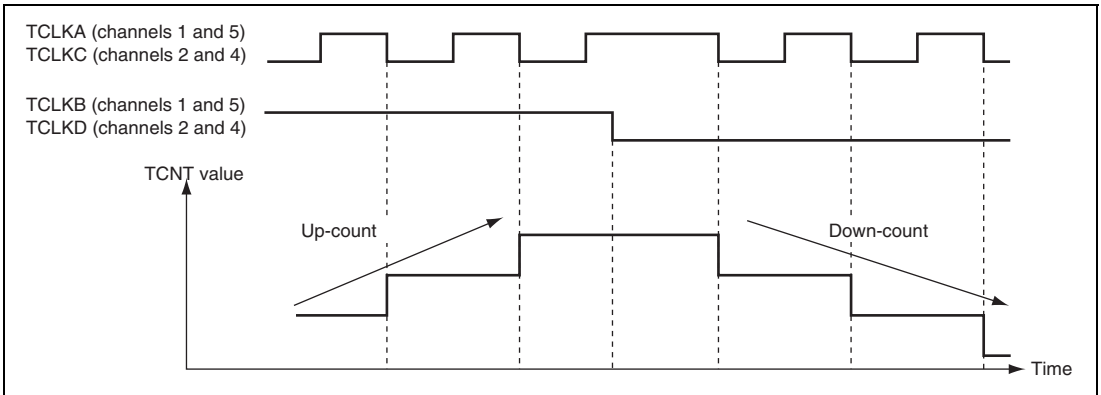 TCLKA (channels 1 and 5)
TCLKC (channels 2 and 4)
TCLKB (channels 1 and 5)
TCLKD (channels 2 and 4)
TCNT value
Up-count
Down-count
Time